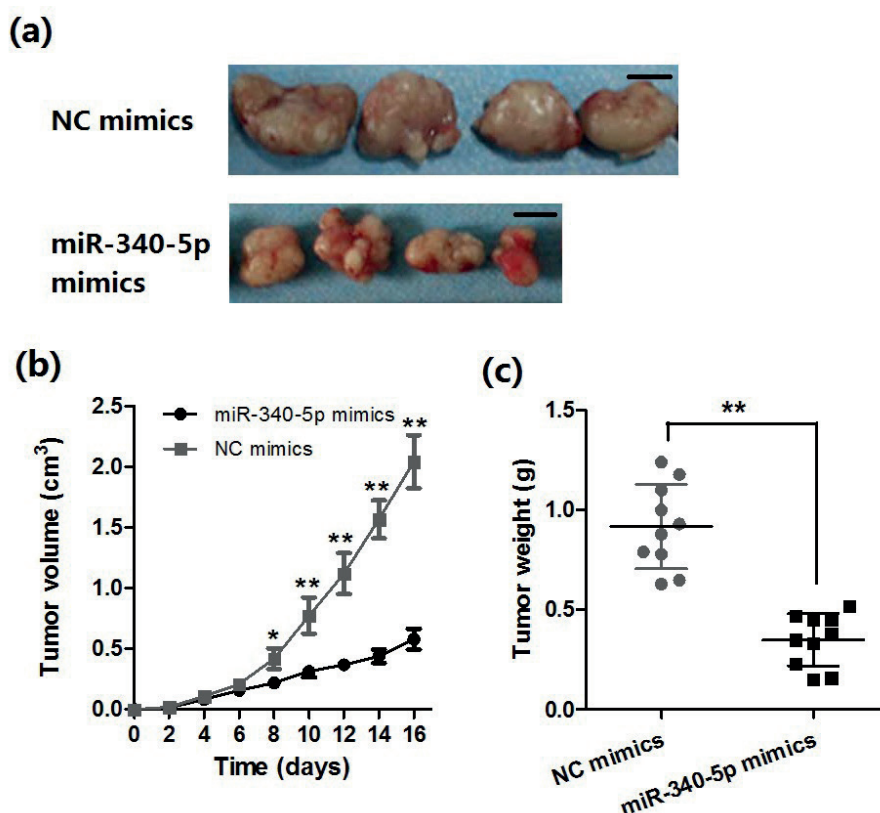 (a)
NC mimics
miR-340-5p
mimics
(b)
miR-340-5p mimics
NC mimics
Tumor volume (cm³)
2.5
2.0
1.5
1.0
0.5
0.0
*
**
**
**
**
0 2 4 6 8 10 12 14 16
Time (days)
(c)
Tumor weight (g)
1.5
1.0
0.5
0.0
**
NC mimics
miR-340-5p mimics